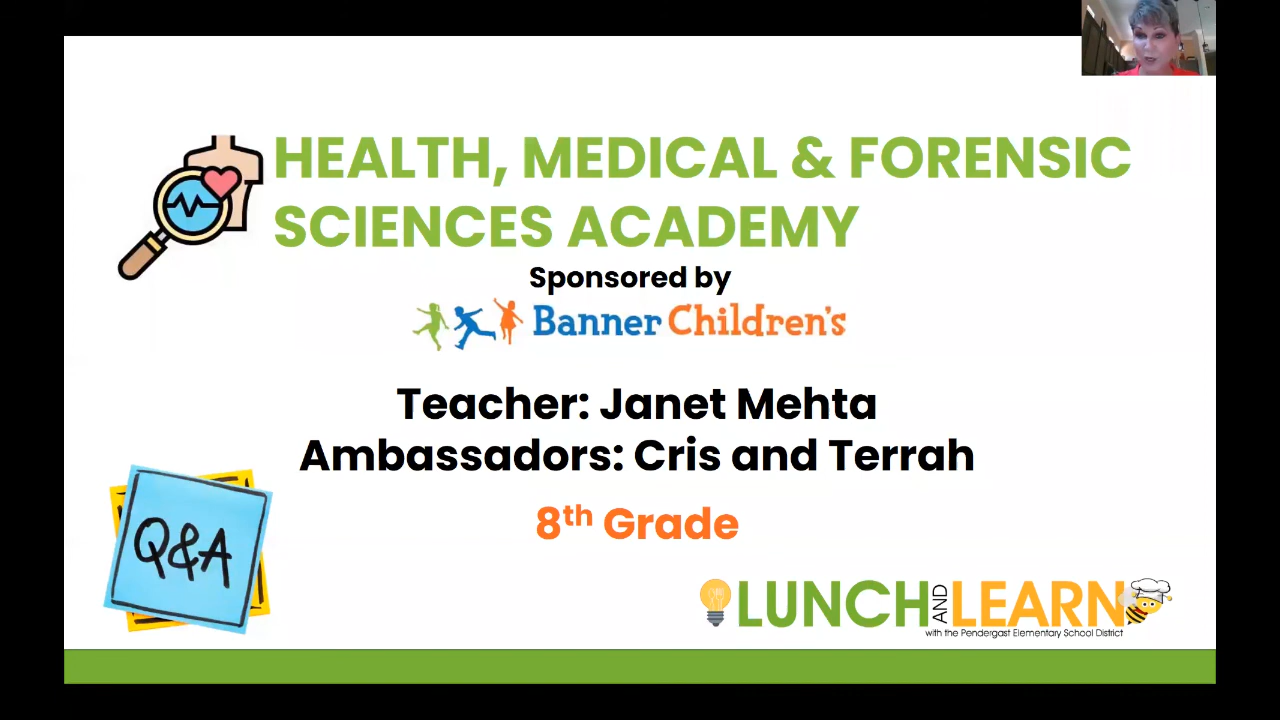 HEALTH, MEDICAL & FORENSIC
SCIENCES ACADEMY
Sponsored by
Banner Children's
Teacher: Janet Mehta
Ambassadors: Cris and Terrah
8th Grade
Q&A
LUNCH AND LEARN
with the Pendergast Elementary School District